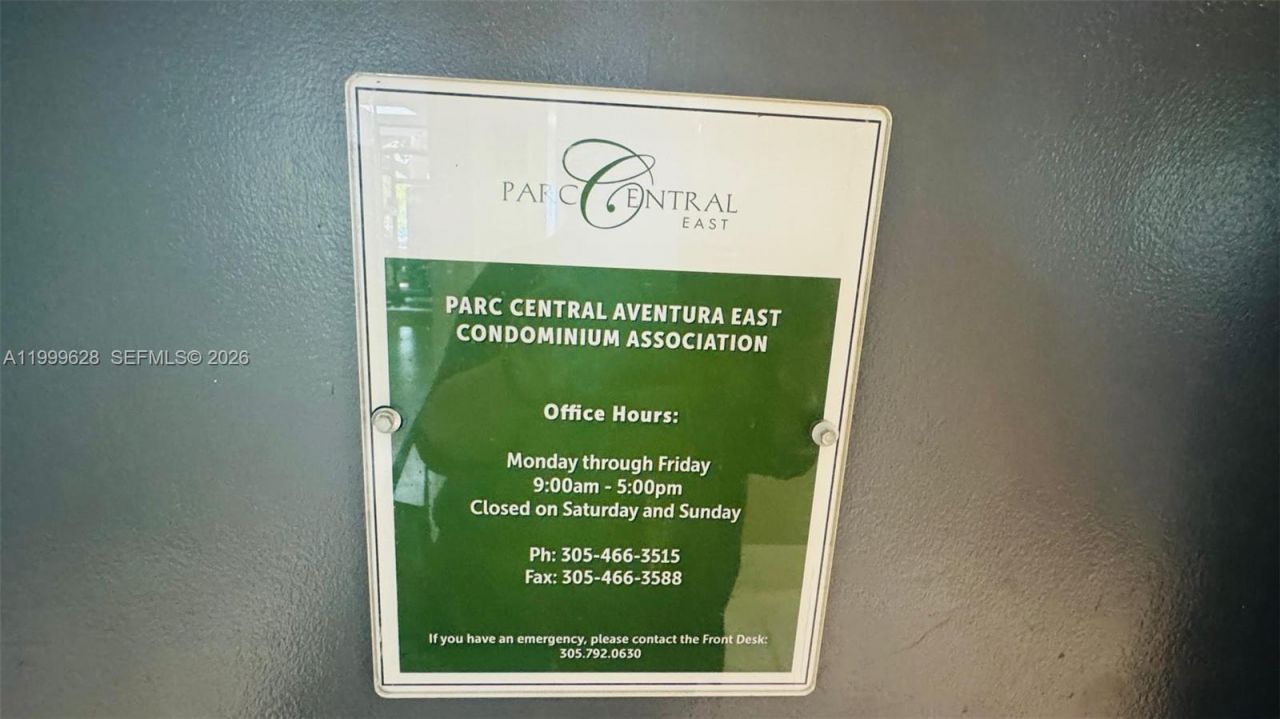 PARC CENTRAL
EAST
PARC CENTRAL AVENTURA EAST
CONDOMINIUM ASSOCIATION
Office Hours:
Monday through Friday
9:00am - 5:00pm
Closed on Saturday and Sunday
Ph: 305-466-3515
Fax: 305-466-3588
If you have an emergency, please contact the Front Desk:
305.792.0630
A11999628 SEFMLS© 2026